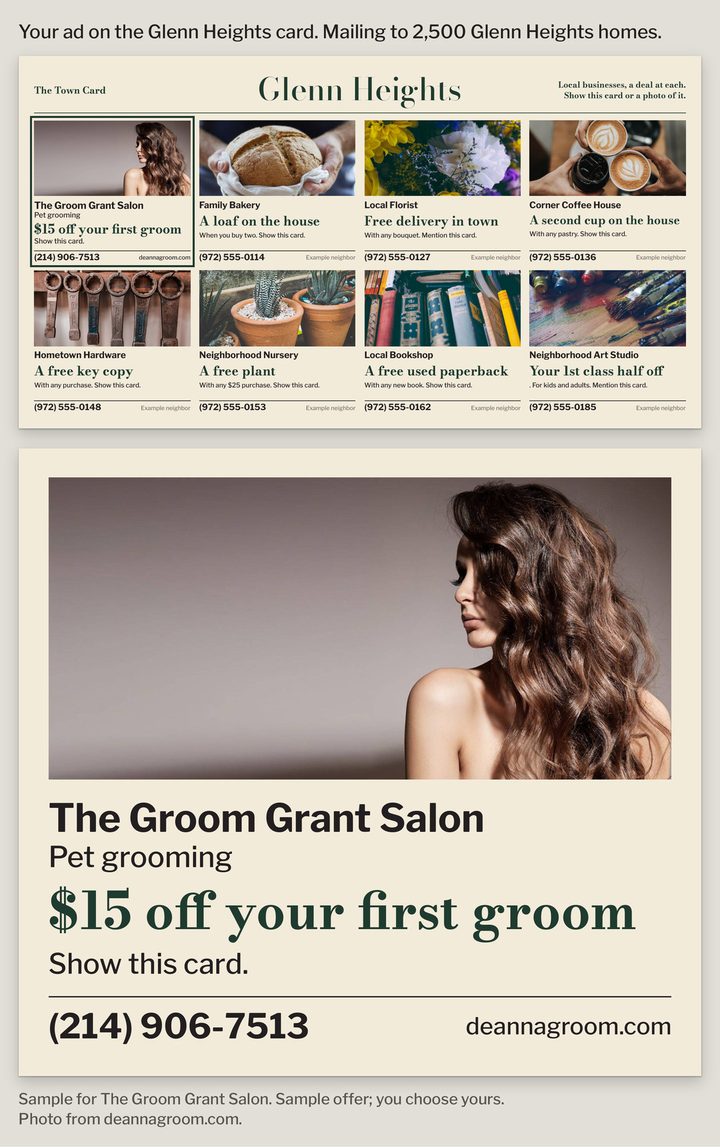 Your ad on the Glenn Heights card. Mailing to 2,500 Glenn Heights homes.
The Town Card
Glenn Heights
Local businesses, a deal at each.
Show this card or a photo of it.
The Groom Grant Salon
Pet grooming
$15 off your first groom
Show this card.
(214) 906-7513
deannagroom.com
Family Bakery
A loaf on the house
When you buy two. Show this card.
(972) 555-0114
Example neighbor
Local Florist
Free delivery in town
With any bouquet. Mention this card.
(972) 555-0127
Example neighbor
Corner Coffee House
A second cup on the house
With any pastry. Show this card.
(972) 555-0136
Example neighbor
Hometown Hardware
A free key copy
With any purchase. Show this card.
(972) 555-0148
Example neighbor
Neighborhood Nursery
A free plant
With any $25 purchase. Show this card.
(972) 555-0153
Example neighbor
Local Bookshop
A free used paperback
With any new book. Show this card.
(972) 555-0162
Example neighbor
Neighborhood Art Studio
Your 1st class half off
. For kids and adults. Mention this card.
(972) 555-0185
Example neighbor
The Groom Grant Salon
Pet grooming
$15 off your first groom
Show this card.
(214) 906-7513
deannagroom.com
Sample for The Groom Grant Salon. Sample offer; you choose yours.
Photo from deannagroom.com.